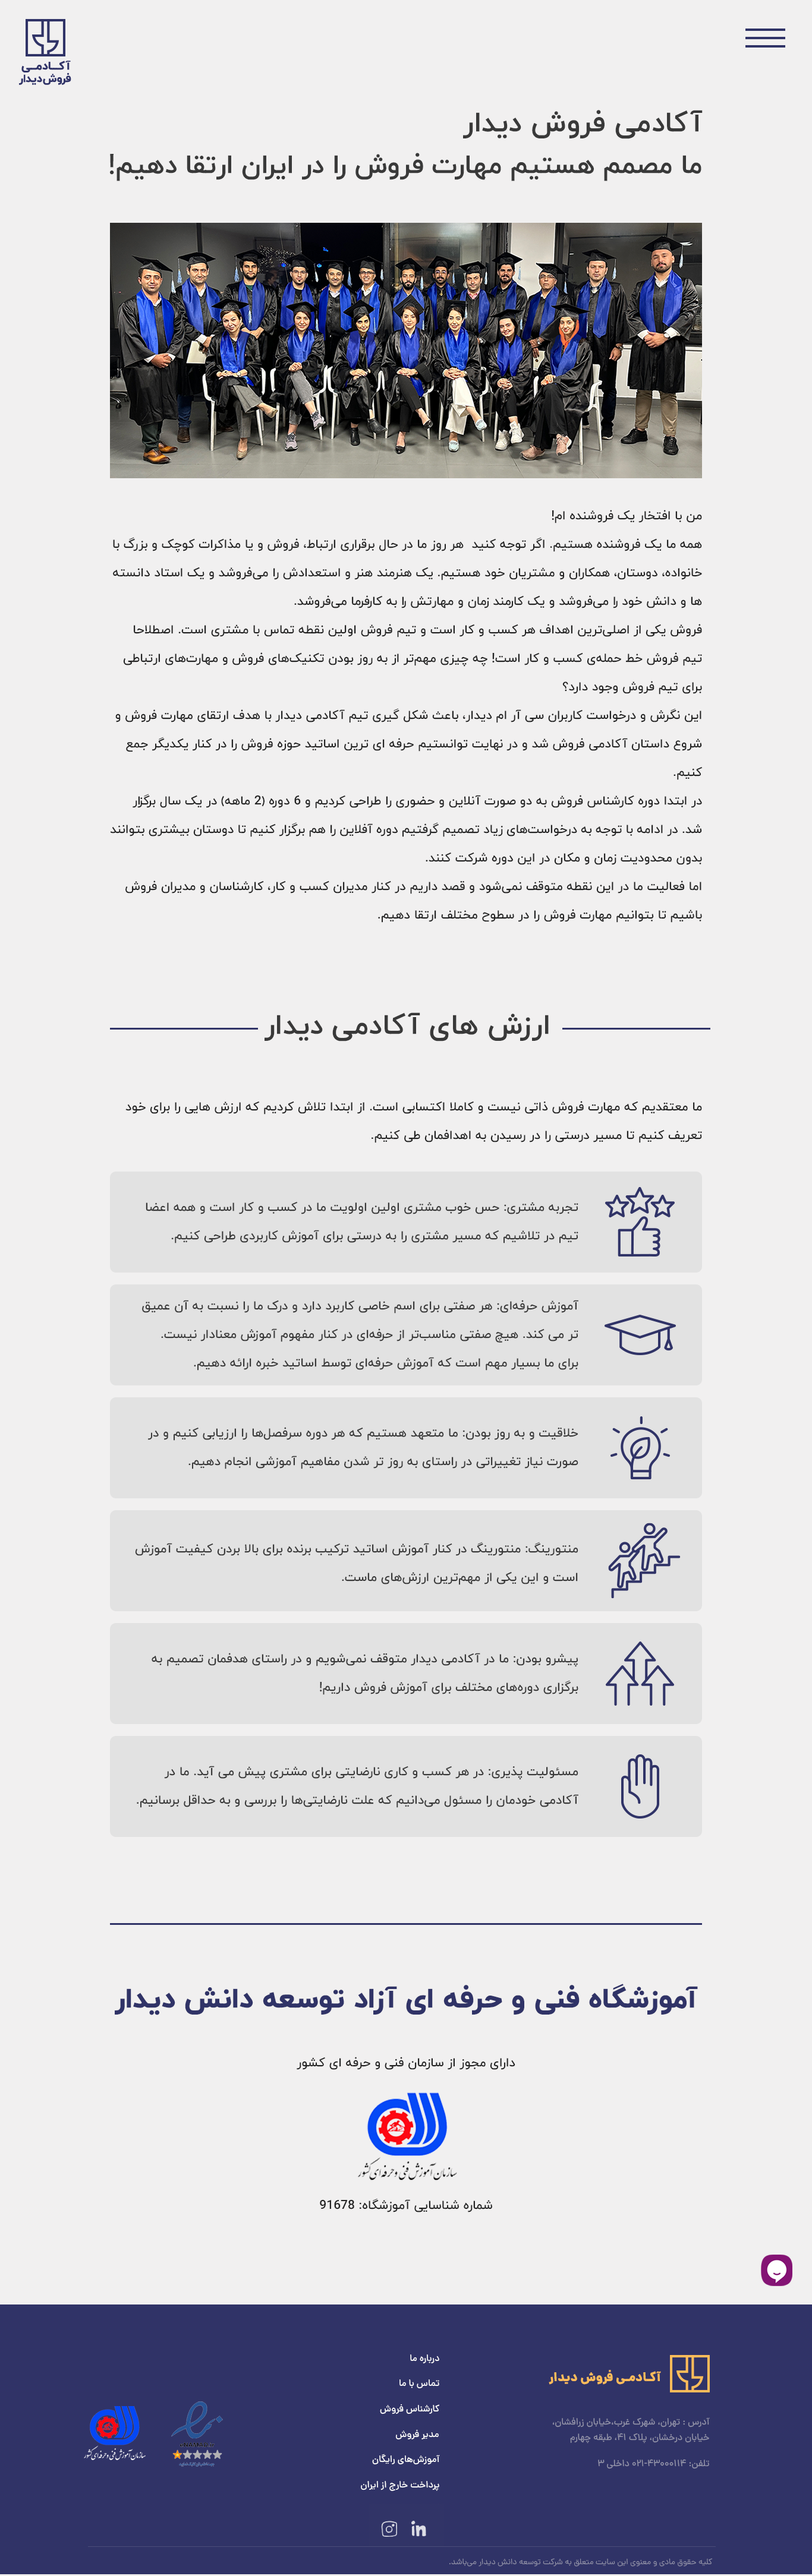 آکـادمـی
فروش‌دیدار
آکادمی فروش دیدار
ما مصمم هستیم مهارت فروش را در ایران ارتقا دهیم!
من با افتخار یک فروشنده ام!
همه ما یک فروشنده هستیم. اگر توجه کنید هر روز ما در حال برقراری ارتباط، فروش و یا مذاکرات کوچک و بزرگ با
خانواده، دوستان، همکاران و مشتریان خود هستیم. یک هنرمند هنر و استعدادش را می‌فروشد و یک استاد دانسته
ها و دانش خود را می‌فروشد و یک کارمند زمان و مهارتش را به کارفرما می‌فروشد.
فروش یکی از اصلی‌ترین اهداف هر کسب و کار است و تیم فروش اولین نقطه تماس با مشتری است. اصطلاحا
تیم فروش خط حمله‌ی کسب و کار است! چه چیزی مهم‌تر از به روز بودن تکنیک‌های فروش و مهارت‌های ارتباطی
برای تیم فروش وجود دارد؟
این نگرش و درخواست کاربران سی آر ام دیدار، باعث شکل گیری تیم آکادمی دیدار با هدف ارتقای مهارت فروش و
شروع داستان آکادمی فروش شد و در نهایت توانستیم حرفه ای ترین اساتید حوزه فروش را در کنار یکدیگر جمع
کنیم.
در ابتدا دوره کارشناس فروش به دو صورت آنلاین و حضوری را طراحی کردیم و 6 دوره (2 ماهه) در یک سال برگزار
شد. در ادامه با توجه به درخواست‌های زیاد تصمیم گرفتیم دوره آفلاین را هم برگزار کنیم تا دوستان بیشتری بتوانند
بدون محدودیت زمان و مکان در این دوره شرکت کنند.
اما فعالیت ما در این نقطه متوقف نمی‌شود و قصد داریم در کنار مدیران کسب و کار، کارشناسان و مدیران فروش
باشیم تا بتوانیم مهارت فروش را در سطوح مختلف ارتقا دهیم.
ارزش های آکادمی دیدار
ما معتقدیم که مهارت فروش ذاتی نیست و کاملا اکتسابی است. از ابتدا تلاش کردیم که ارزش هایی را برای خود
تعریف کنیم تا مسیر درستی را در رسیدن به اهدافمان طی کنیم.
تجربه مشتری: حس خوب مشتری اولین اولویت ما در کسب و کار است و همه اعضا
تیم در تلاشیم که مسیر مشتری را به درستی برای آموزش کاربردی طراحی کنیم.
آموزش حرفه‌ای: هر صفتی برای اسم خاصی کاربرد دارد و درک ما را نسبت به آن عمیق
تر می کند. هیچ صفتی مناسب‌تر از حرفه‌ای در کنار مفهوم آموزش معنادار نیست.
برای ما بسیار مهم است که آموزش حرفه‌ای توسط اساتید خبره ارائه دهیم.
خلاقیت و به روز بودن: ما متعهد هستیم که هر دوره سرفصل‌ها را ارزیابی کنیم و در
صورت نیاز تغییراتی در راستای به روز تر شدن مفاهیم آموزشی انجام دهیم.
منتورینگ: منتورینگ در کنار آموزش اساتید ترکیب برنده برای بالا بردن کیفیت آموزش
است و این یکی از مهم‌ترین ارزش‌های ماست.
پیشرو بودن: ما در آکادمی دیدار متوقف نمی‌شویم و در راستای هدفمان تصمیم به
برگزاری دوره‌های مختلف برای آموزش فروش داریم!
مسئولیت پذیری: در هر کسب و کاری نارضایتی برای مشتری پیش می آید. ما در
آکادمی خودمان را مسئول می‌دانیم که علت نارضایتی‌ها را بررسی و به حداقل برسانیم.
آموزشگاه فنی و حرفه ای آزاد توسعه دانش دیدار
دارای مجوز از سازمان فنی و حرفه ای کشور
سازمان آموزش فنی و حرفه‌ای کشور
شماره شناسایی آموزشگاه: 91678
آکـادمـی فروش دیدار
آدرس : تهران، شهرک غرب،خیابان زرافشان،
خیابان درخشان، پلاک ۴۱، طبقه چهارم
تلفن: ۴۳۰۰۰۱۱۴-۰۲۱ داخلی ۳
درباره ما
تماس با ما
کارشناس فروش
مدیر فروش
آموزش‌های رایگان
پرداخت خارج از ایران
سازمان آموزش فنی و حرفه‌ای کشور
کلیه حقوق مادی و معنوی این سایت متعلق به شرکت توسعه دانش دیدار می‌باشد.